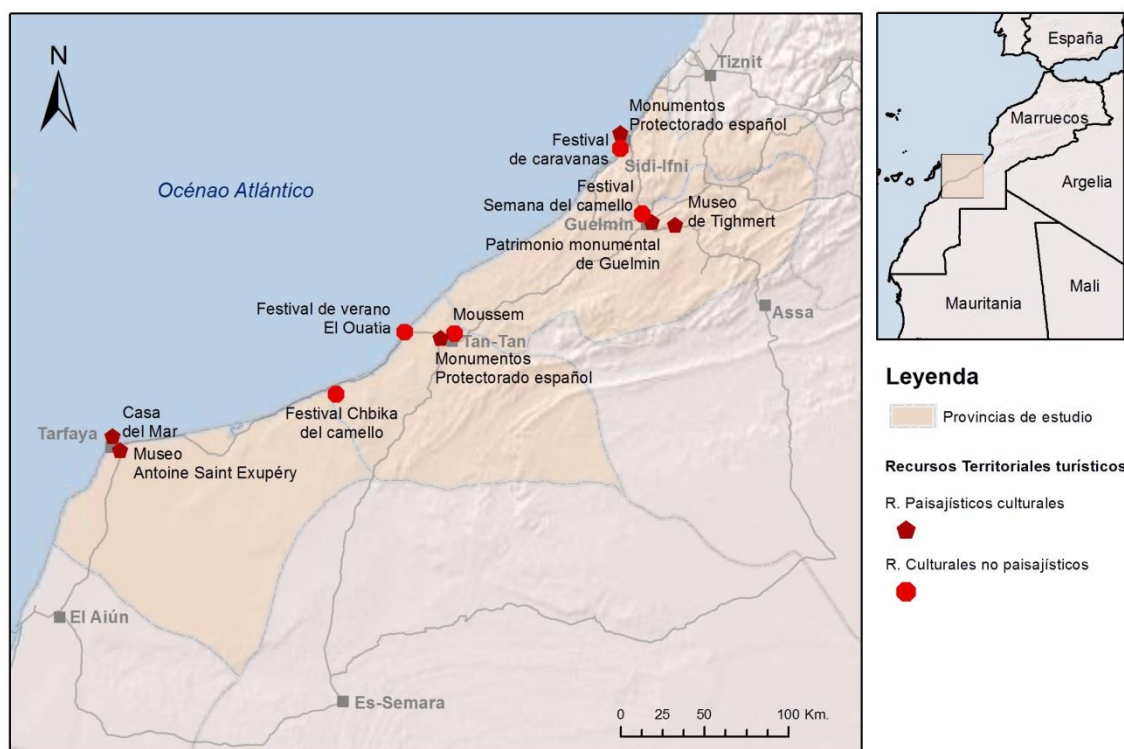 N
Océnao Atlántico
Tiznit
Monumentos
Protectorado español
Festival
de caravanas
Sidi-Ifni
Festival
Semana del camello
Museo
de Tighmert
Guelmin
Patrimonio monumental
de Guelmin
Festival de verano
El Ouatia
Moussem
Assa
Tan-Tan
Monumentos
Protectorado español
Festival Chbika
del camello
Casa
del Mar
Tarfaya
Museo
Antoine Saint Exupéry
El Aiún
Es-Semara
0 25 50 100 Km.
España
Marruecos
Argelia
Mauritania
Mali
Leyenda
Provincias de estudio
Recursos Territoriales turísticos
R. Paisajísticos culturales
R. Culturales no paisajísticos